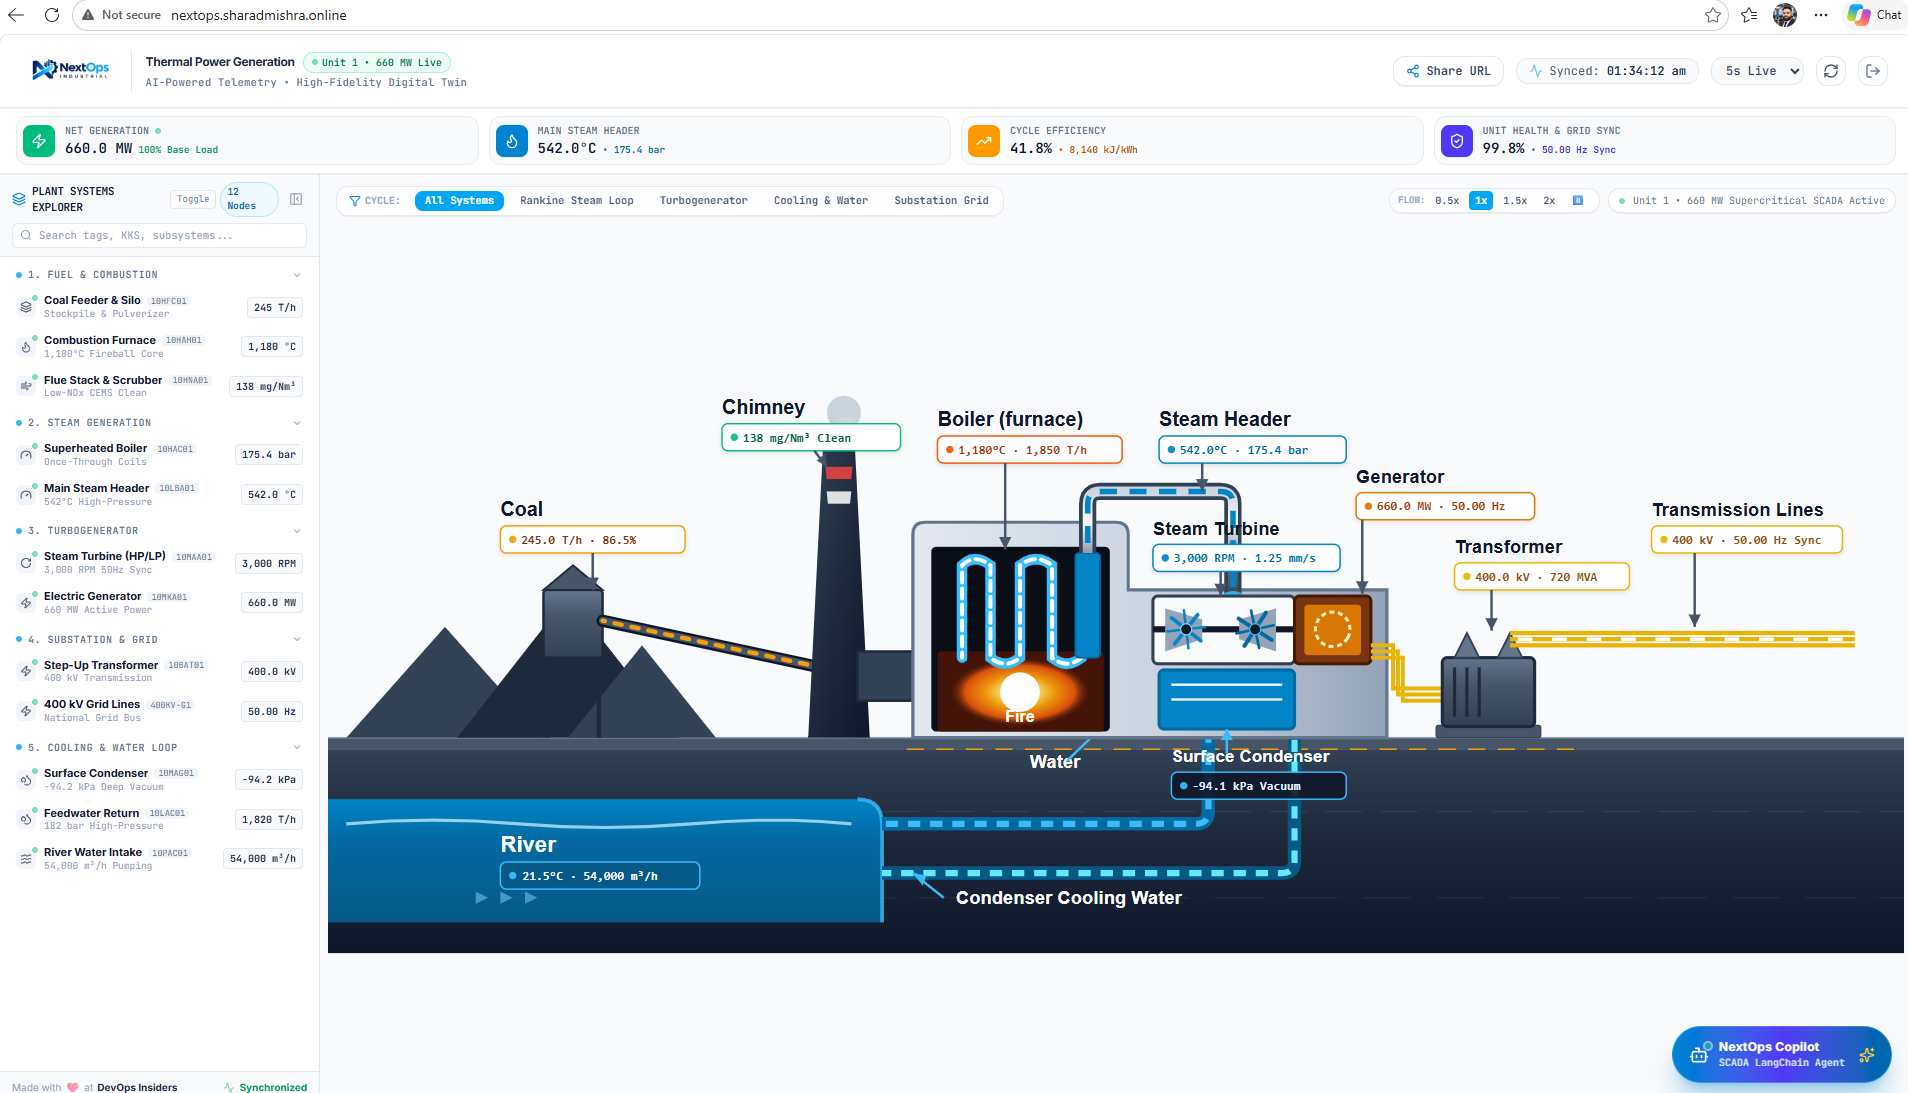 Not secure
nextops.sharadmishra.online
Chat
NextOps
INDUSTRIAL
Thermal Power Generation
Unit 1 • 660 MW Live
AI-Powered Telemetry • High-Fidelity Digital Twin
Share URL
Synced: 01:34:12 am
5s Live
NET GENERATION
660.0 MW 100% Base Load
MAIN STEAM HEADER
542.0°C • 175.4 bar
CYCLE EFFICIENCY
41.8% • 8,140 kJ/kWh
UNIT HEALTH & GRID SYNC
99.8% • 50.00 Hz Sync
PLANT SYSTEMS
EXPLORER
Toggle
12
Nodes
Search tags, KKS, subsystems...
1. FUEL & COMBUSTION
Coal Feeder & Silo 10HFC01
Stockpile & Pulverizer
245 T/h
Combustion Furnace 10HAH01
1,180°C Fireball Core
1,180 °C
Flue Stack & Scrubber 10HNA01
Low-NOx CEMS Clean
138 mg/Nm³
2. STEAM GENERATION
Superheated Boiler 10HAC01
Once-Through Coils
175.4 bar
Main Steam Header 10LBA01
542°C High-Pressure
542.0 °C
3. TURBOGENERATOR
Steam Turbine (HP/LP) 10MAA01
3,000 RPM 50Hz Sync
3,000 RPM
Electric Generator 10MKA01
660 MW Active Power
660.0 MW
4. SUBSTATION & GRID
Step-Up Transformer 10BAT01
400 kV Transmission
400.0 kV
400 kV Grid Lines 400KV-G1
National Grid Bus
50.00 Hz
5. COOLING & WATER LOOP
Surface Condenser 10MAG01
-94.2 kPa Deep Vacuum
-94.2 kPa
Feedwater Return 10LAC01
182 bar High-Pressure
1,820 T/h
River Water Intake 10PAC01
54,000 m³/h Pumping
54,000 m³/h
Made with at DevOps Insiders
Synchronized
CYCLE:
All Systems
Rankine Steam Loop
Turbogenerator
Cooling & Water
Substation Grid
FLOW: 0.5x 1x 1.5x 2x
Unit 1 • 660 MW Supercritical SCADA Active
Chimney
138 mg/Nm³ Clean
Boiler (furnace)
1,180°C · 1,850 T/h
Steam Header
542.0°C · 175.4 bar
Generator
660.0 MW · 50.00 Hz
Coal
245.0 T/h · 86.5%
Steam Turbine
3,000 RPM · 1.25 mm/s
Transformer
400.0 kV · 720 MVA
Transmission Lines
400 kV · 50.00 Hz Sync
Fire
Water
Surface Condenser
-94.1 kPa Vacuum
River
21.5°C · 54,000 m³/h
Condenser Cooling Water
NextOps Copilot
SCADA LangChain Agent